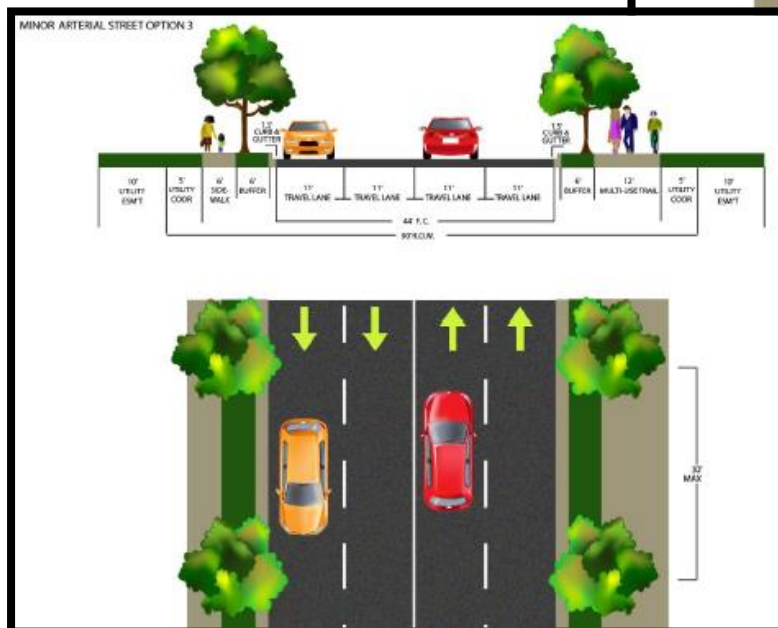 MINOR ARTERIAL STREET OPTION 3
1.5'
CURB &
GUTTER
1.5'
CURB &
GUTTER
10'
UTILITY
ESM'T
5'
UTILITY
COOR
6'
SIDE-
WALK
6'
BUFFER
11'
TRAVEL LANE
11'
TRAVEL LANE
11'
TRAVEL LANE
11'
TRAVEL LANE
6'
BUFFER
12'
MULTI-USE TRAIL
5'
UTILITY
COOR
10'
UTILITY
ESM'T
44' F.C.
90' R.O.W.
30'
MAX